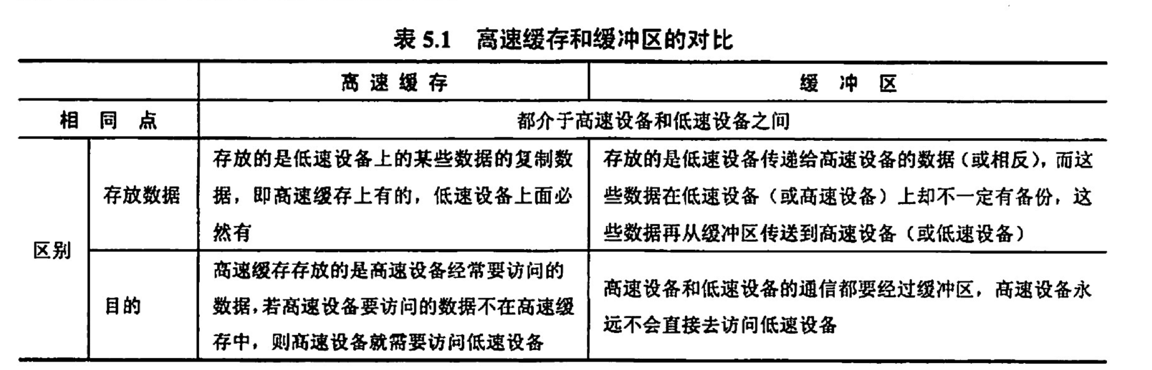 表 5.1 高速缓存和缓冲区的对比
高速缓存 缓冲区
相同点 都介于高速设备和低速设备之间
区别
存放数据
存放的是低速设备上的某些数据的复制数
据，即高速缓存上有的，低速设备上面必
然有
存放的是低速设备传递给高速设备的数据（或相反），而这
些数据在低速设备（或高速设备）上却不一定有备份，这
些数据再从缓冲区传送到高速设备（或低速设备）
目的
高速缓存存放的是高速设备经常要访问的
数据，若高速设备要访问的数据不在高速缓
存中，则高速设备就需要访问低速设备
高速设备和低速设备的通信都要经过缓冲区，高速设备永
远不会直接去访问低速设备